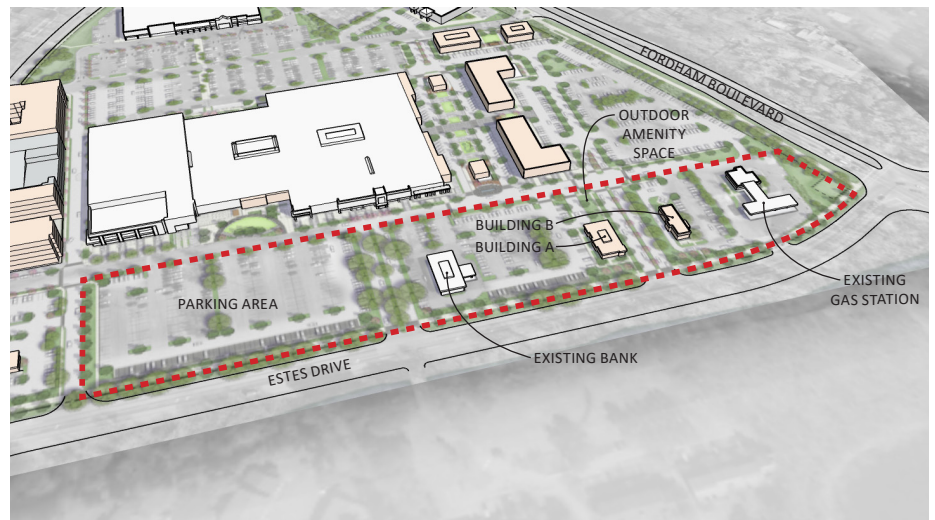 FORDHAM BOULEVARD
OUTDOOR
AMENITY
SPACE
BUILDING B
BUILDING A
EXISTING
GAS STATION
PARKING AREA
EXISTING BANK
ESTES DRIVE